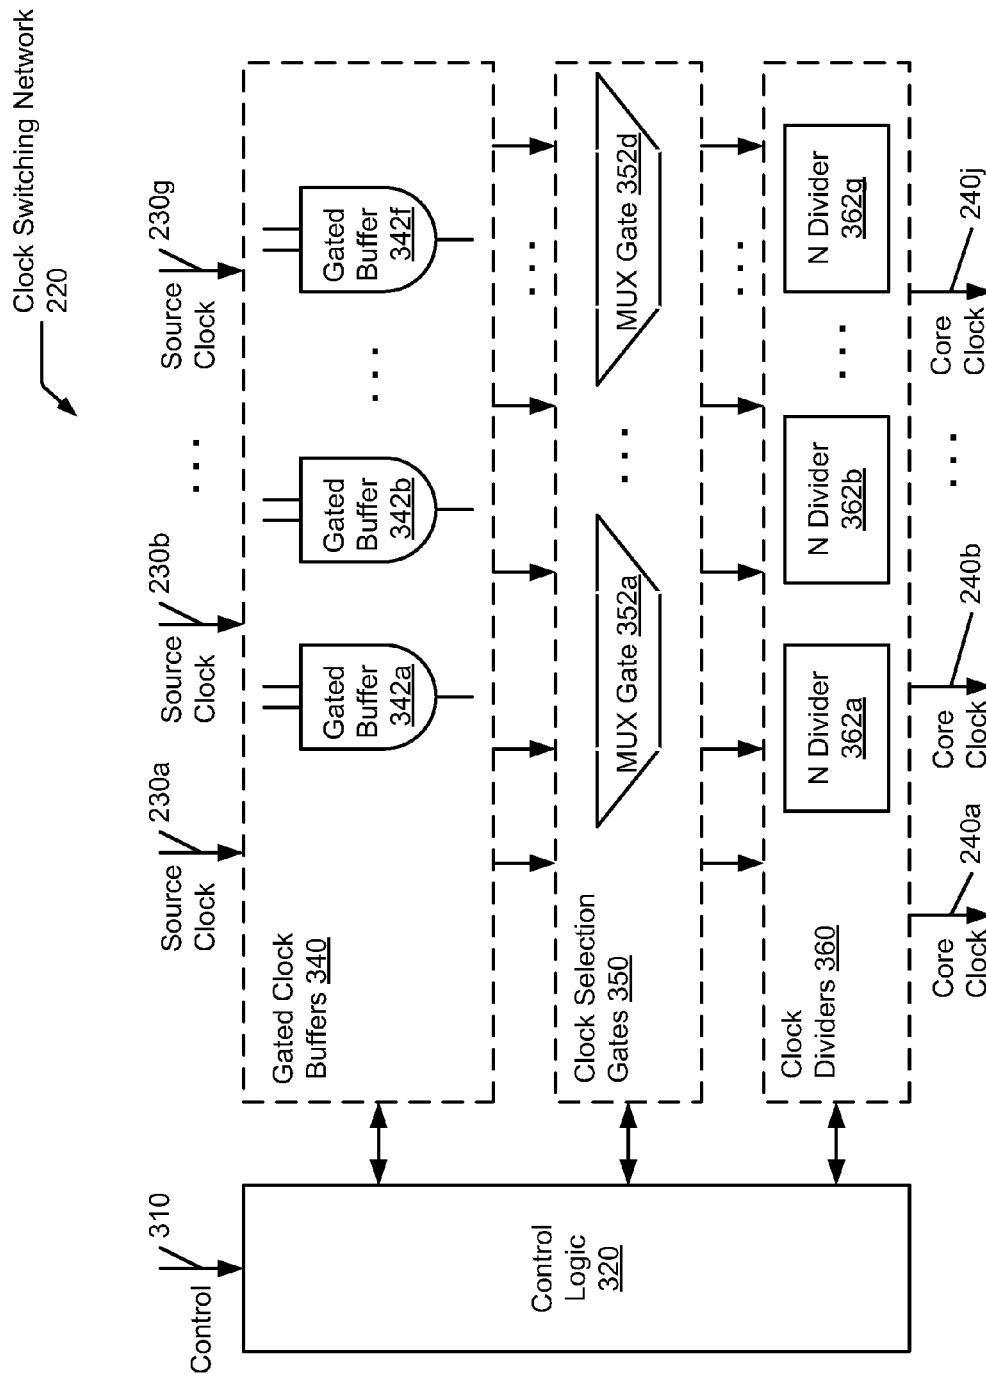 Clock Switching Network
220
Control
310
Source
Clock
230a
Source
Clock
230b
...
Source
Clock
230g
Control
Logic
320
Gated Clock
Buffers 340
Gated
Buffer
342a
Gated
Buffer
342b
...
Gated
Buffer
342f
...
Clock Selection
Gates 350
MUX Gate 352a
...
MUX Gate 352d
...
Clock
Dividers 360
N Divider
362a
N Divider
362b
...
N Divider
362g
Core
Clock
240a
Core
Clock
240b
...
Core
Clock
240j